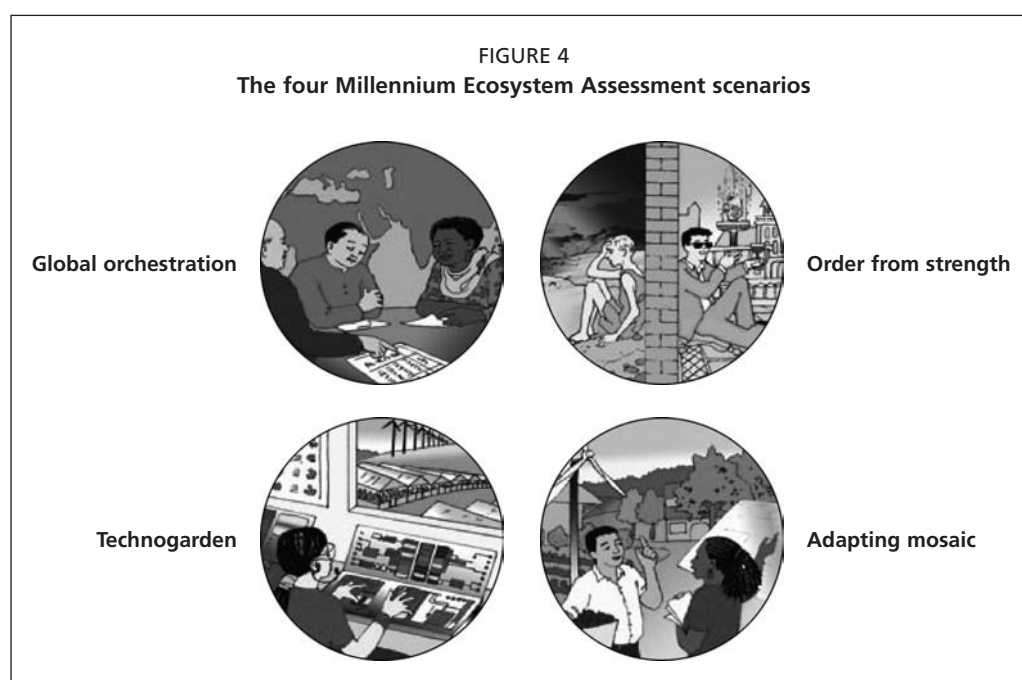 FIGURE 4
The four Millennium Ecosystem Assessment scenarios
Global orchestration
Order from strength
Technogarden
Adapting mosaic